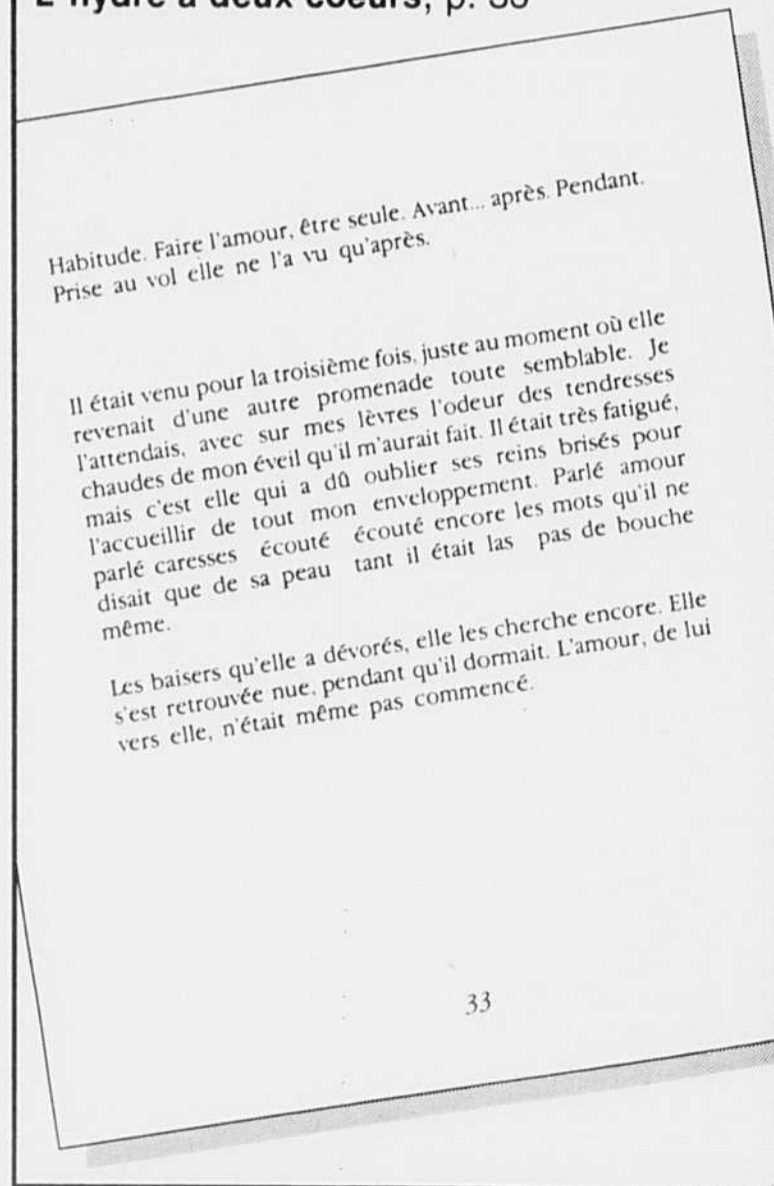 L'hydre à deux coeurs, p. 33
Habitude. Faire l'amour, être seule. Avant... après. Pendant.
Prise au vol elle ne l'a vu qu'après.
Il était venu pour la troisième fois, juste au moment où elle
revenait d'une autre promenade toute semblable. Je
l'attendais, avec sur mes lèvres l'odeur des tendresses
chaudes de mon éveil qu'il m'aurait fait. Il était très fatigué,
mais c'est elle qui a dû oublier ses reins brisés pour
l'accueillir de tout mon enveloppement. Parlé amour
parlé caresses écouté écouté encore les mots qu'il ne
disait que de sa peau tant il était las pas de bouche
même.
Les baisers qu'elle a dévorés, elle les cherche encore. Elle
s'est retrouvée nue, pendant qu'il dormait. L'amour, de lui
vers elle, n'était même pas commencé.
33